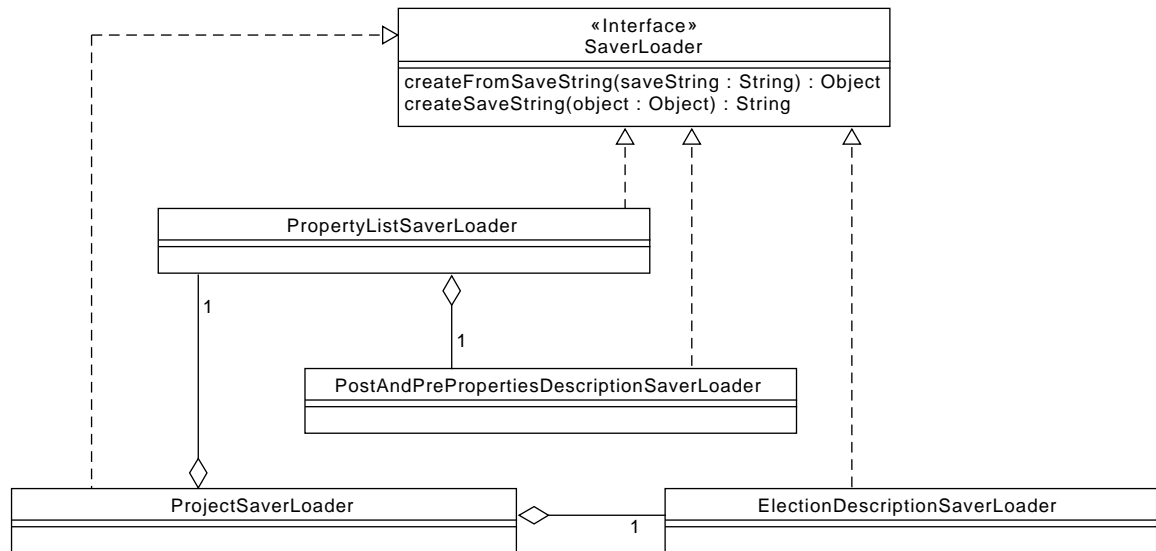 «Interface»
SaverLoader
createFromSaveString(saveString : String) : Object
createSaveString(object : Object) : String
PropertyListSaverLoader
1
1
PostAndPrePropertiesDescriptionSaverLoader
ProjectSaverLoader
ElectionDescriptionSaverLoader
1